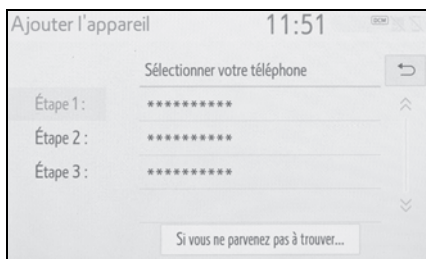 Ajouter l'appareil 11:51 DCM
Sélectionner votre téléphone
Étape 1 : **********
Étape 2 : **********
Étape 3 : **********
Si vous ne parvenez pas à trouver...